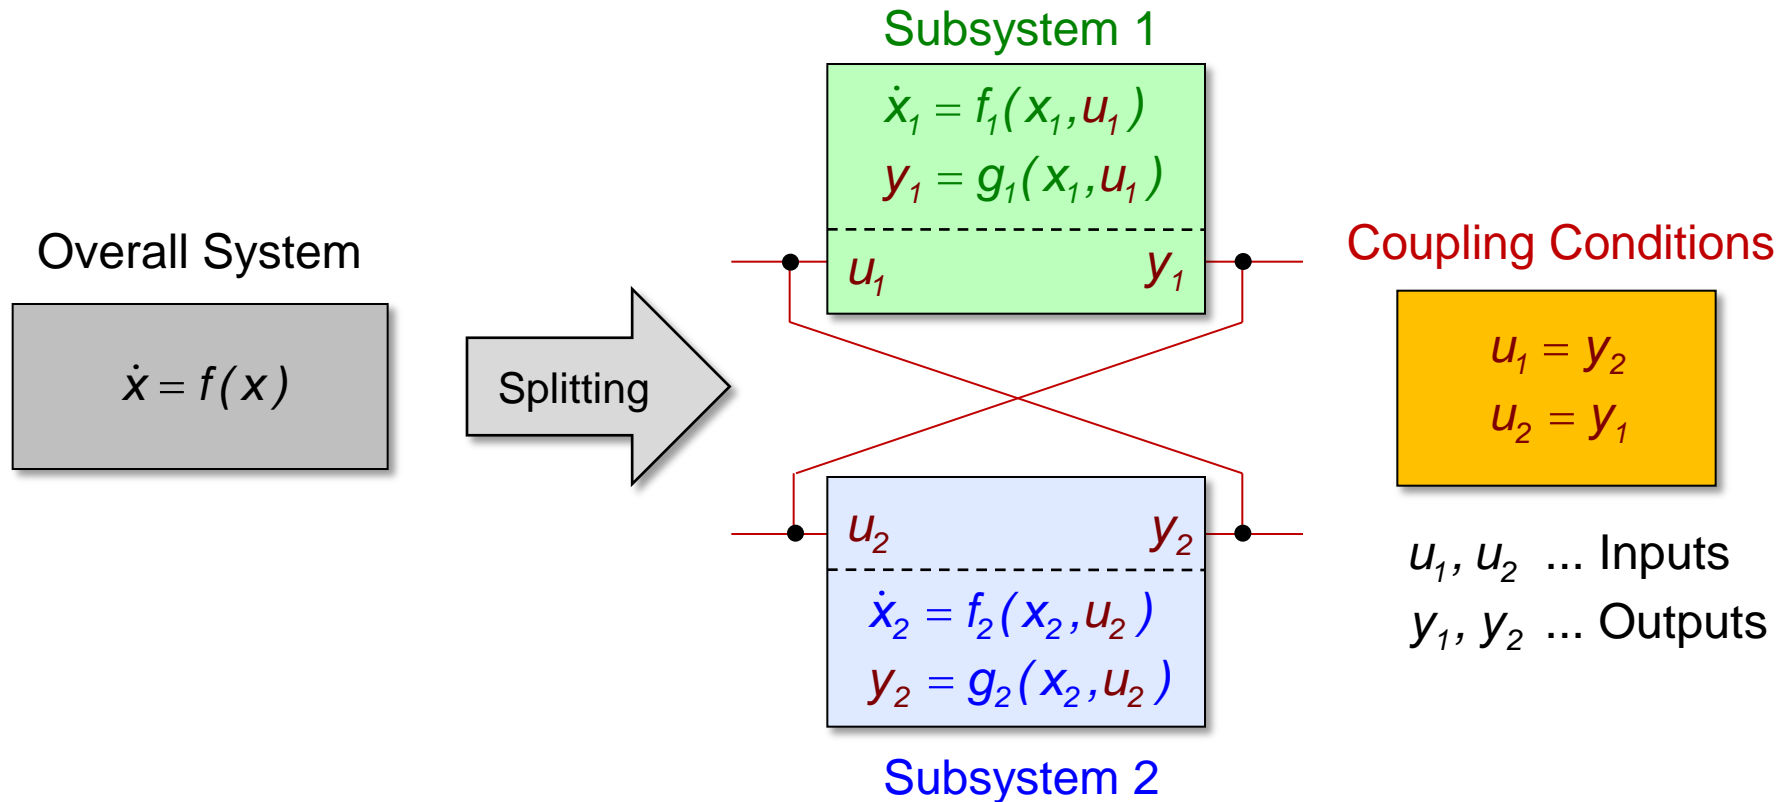 Overall System
ẋ = f(x)
Splitting
Subsystem 1
ẋ₁ = f₁(x₁,u₁)
y₁ = g₁(x₁,u₁)
u₁ y₁
u₂ y₂
ẋ₂ = f₂(x₂,u₂)
y₂ = g₂(x₂,u₂)
Subsystem 2
Coupling Conditions
u₁ = y₂
u₂ = y₁
u₁, u₂ ... Inputs
y₁, y₂ ... Outputs